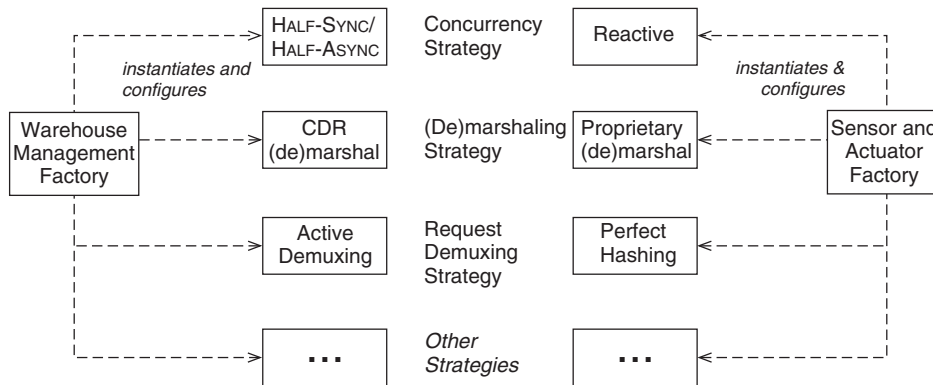 HALF-SYNC/
HALF-ASYNC
Concurrency
Strategy
Reactive
instantiates and
configures
instantiates &
configures
Warehouse
Management
Factory
CDR
(de)marshal
(De)marshaling
Strategy
Proprietary
(de)marshal
Sensor and
Actuator
Factory
Active
Demuxing
Request
Demuxing
Strategy
Perfect
Hashing
...
Other
Strategies
...